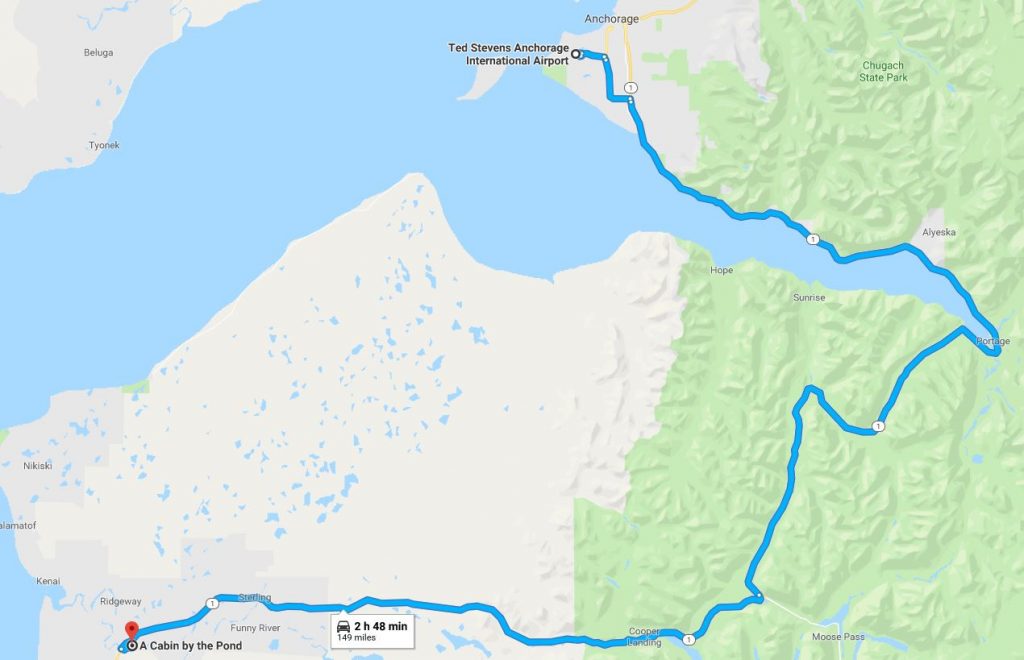 Anchorage
Ted Stevens Anchorage
International Airport
Beluga
Chugach
State Park
1
Tyonek
Alyeska
1
Hope
Sunrise
Portage
1
Nikiski
alamatof
Kenai
Ridgeway
1
Sterling
Funny River
2 h 48 min
149 miles
A Cabin by the Pond
Cooper
Landing
1
Moose Pass